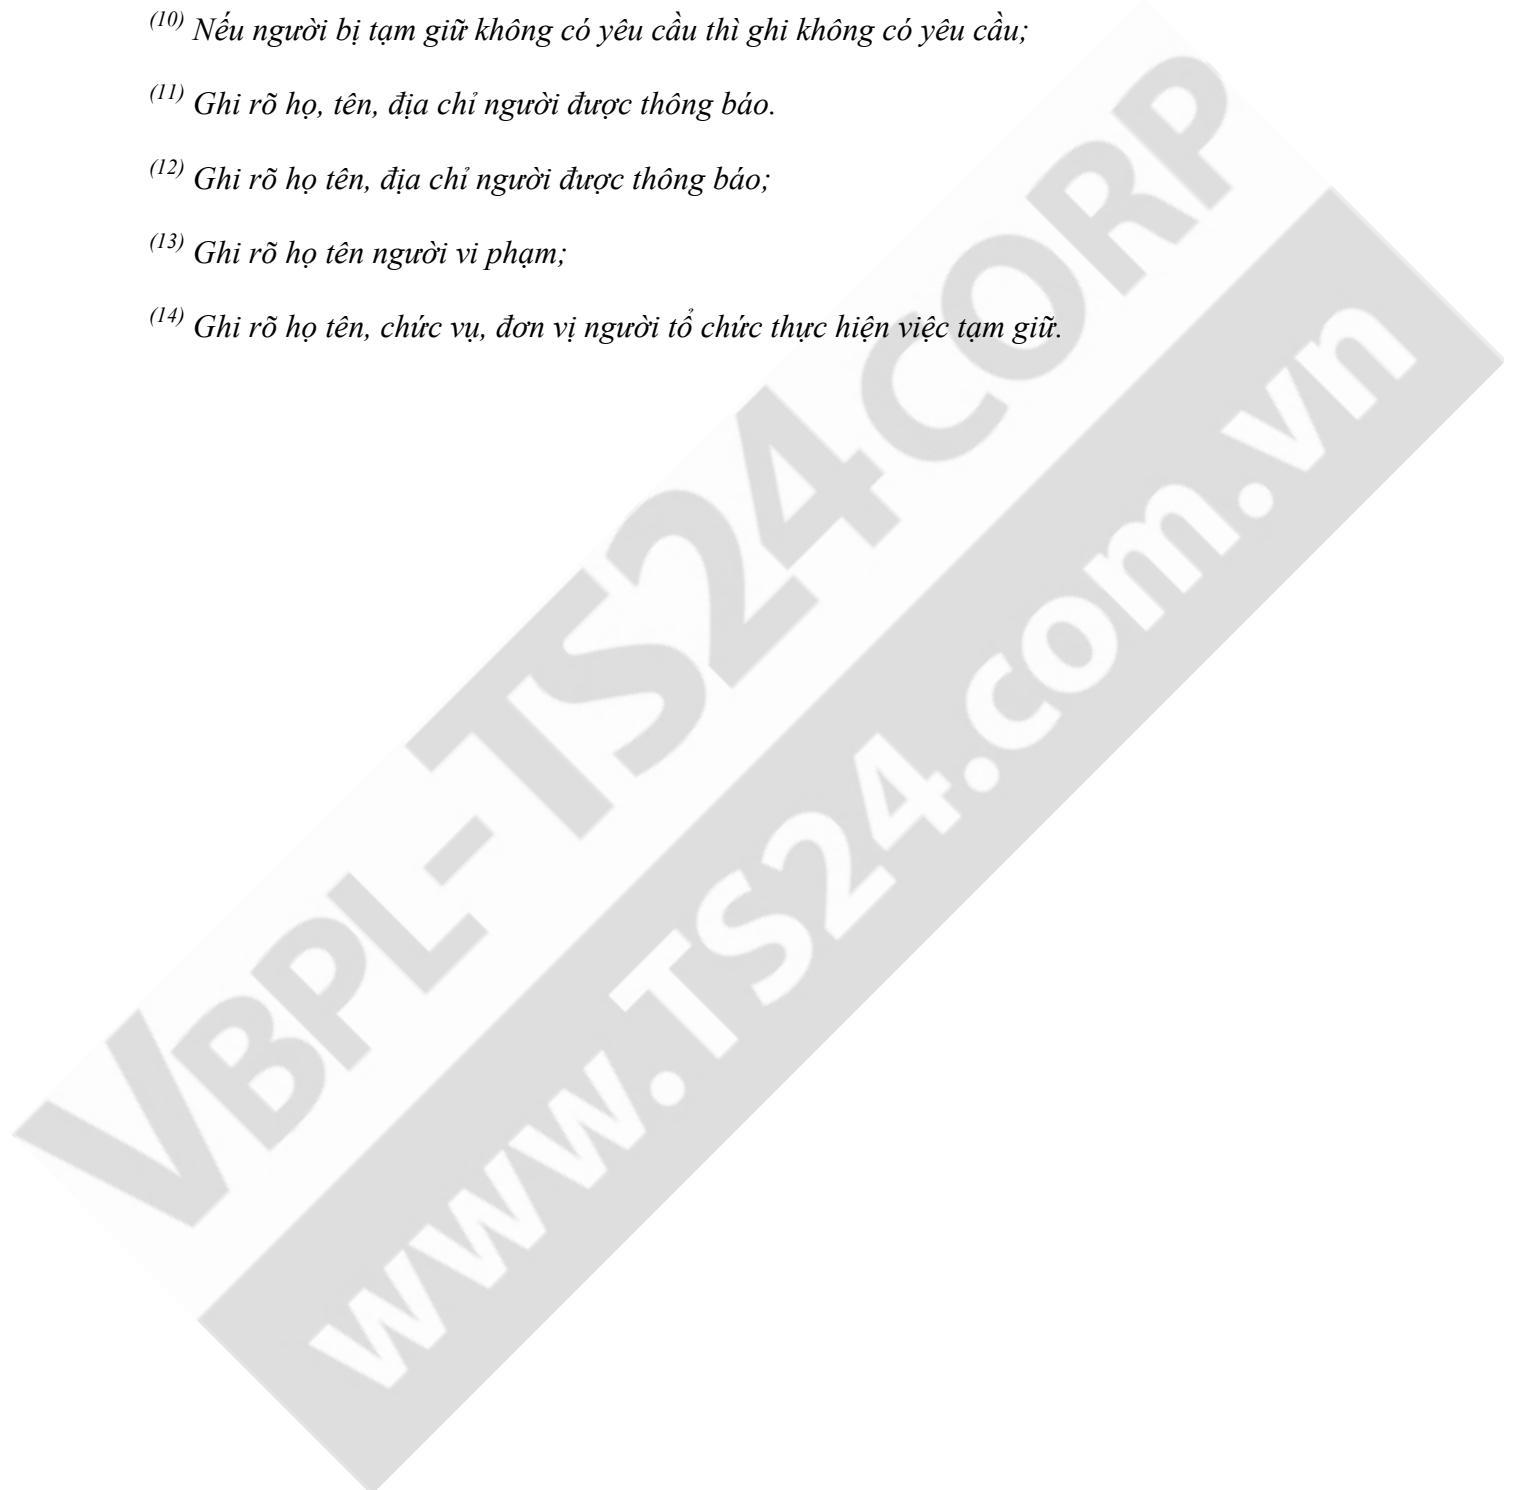 (10) Nếu người bị tạm giữ không có yêu cầu thì ghi không có yêu cầu;
(11) Ghi rõ họ, tên, địa chỉ người được thông báo.
(12) Ghi rõ họ tên, địa chỉ người được thông báo;
(13) Ghi rõ họ tên người vi phạm;
(14) Ghi rõ họ tên, chức vụ, đơn vị người tổ chức thực hiện việc tạm giữ.
VBPL-TS24CORP
www.TS24.com.vn